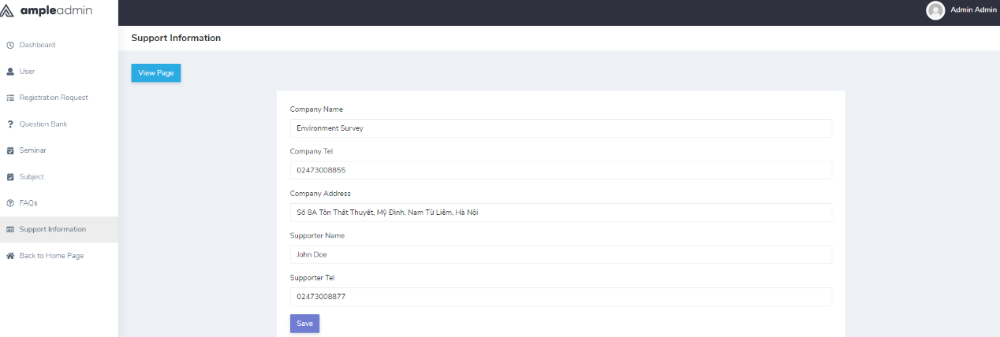 ampleadmin
Admin Admin
Support Information
Dashboard
User
Registration Request
Question Bank
Seminar
Subject
FAQs
Support Information
Back to Home Page
View Page
Company Name
Environment Survey
Company Tel
02473008855
Company Address
Số 8A Tôn Thất Thuyết, Mỹ Đình, Nam Từ Liêm, Hà Nội
Supporter Name
John Doe
Supporter Tel
02473008877
Save